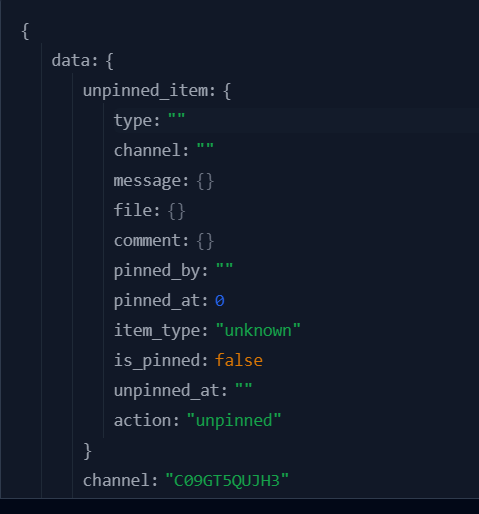 {
data: {
unpinned_item: {
type: ""
channel: ""
message: {}
file: {}
comment: {}
pinned_by: ""
pinned_at: 0
item_type: "unknown"
is_pinned: false
unpinned_at: ""
action: "unpinned"
}
channel: "C09GT5QUJH3"